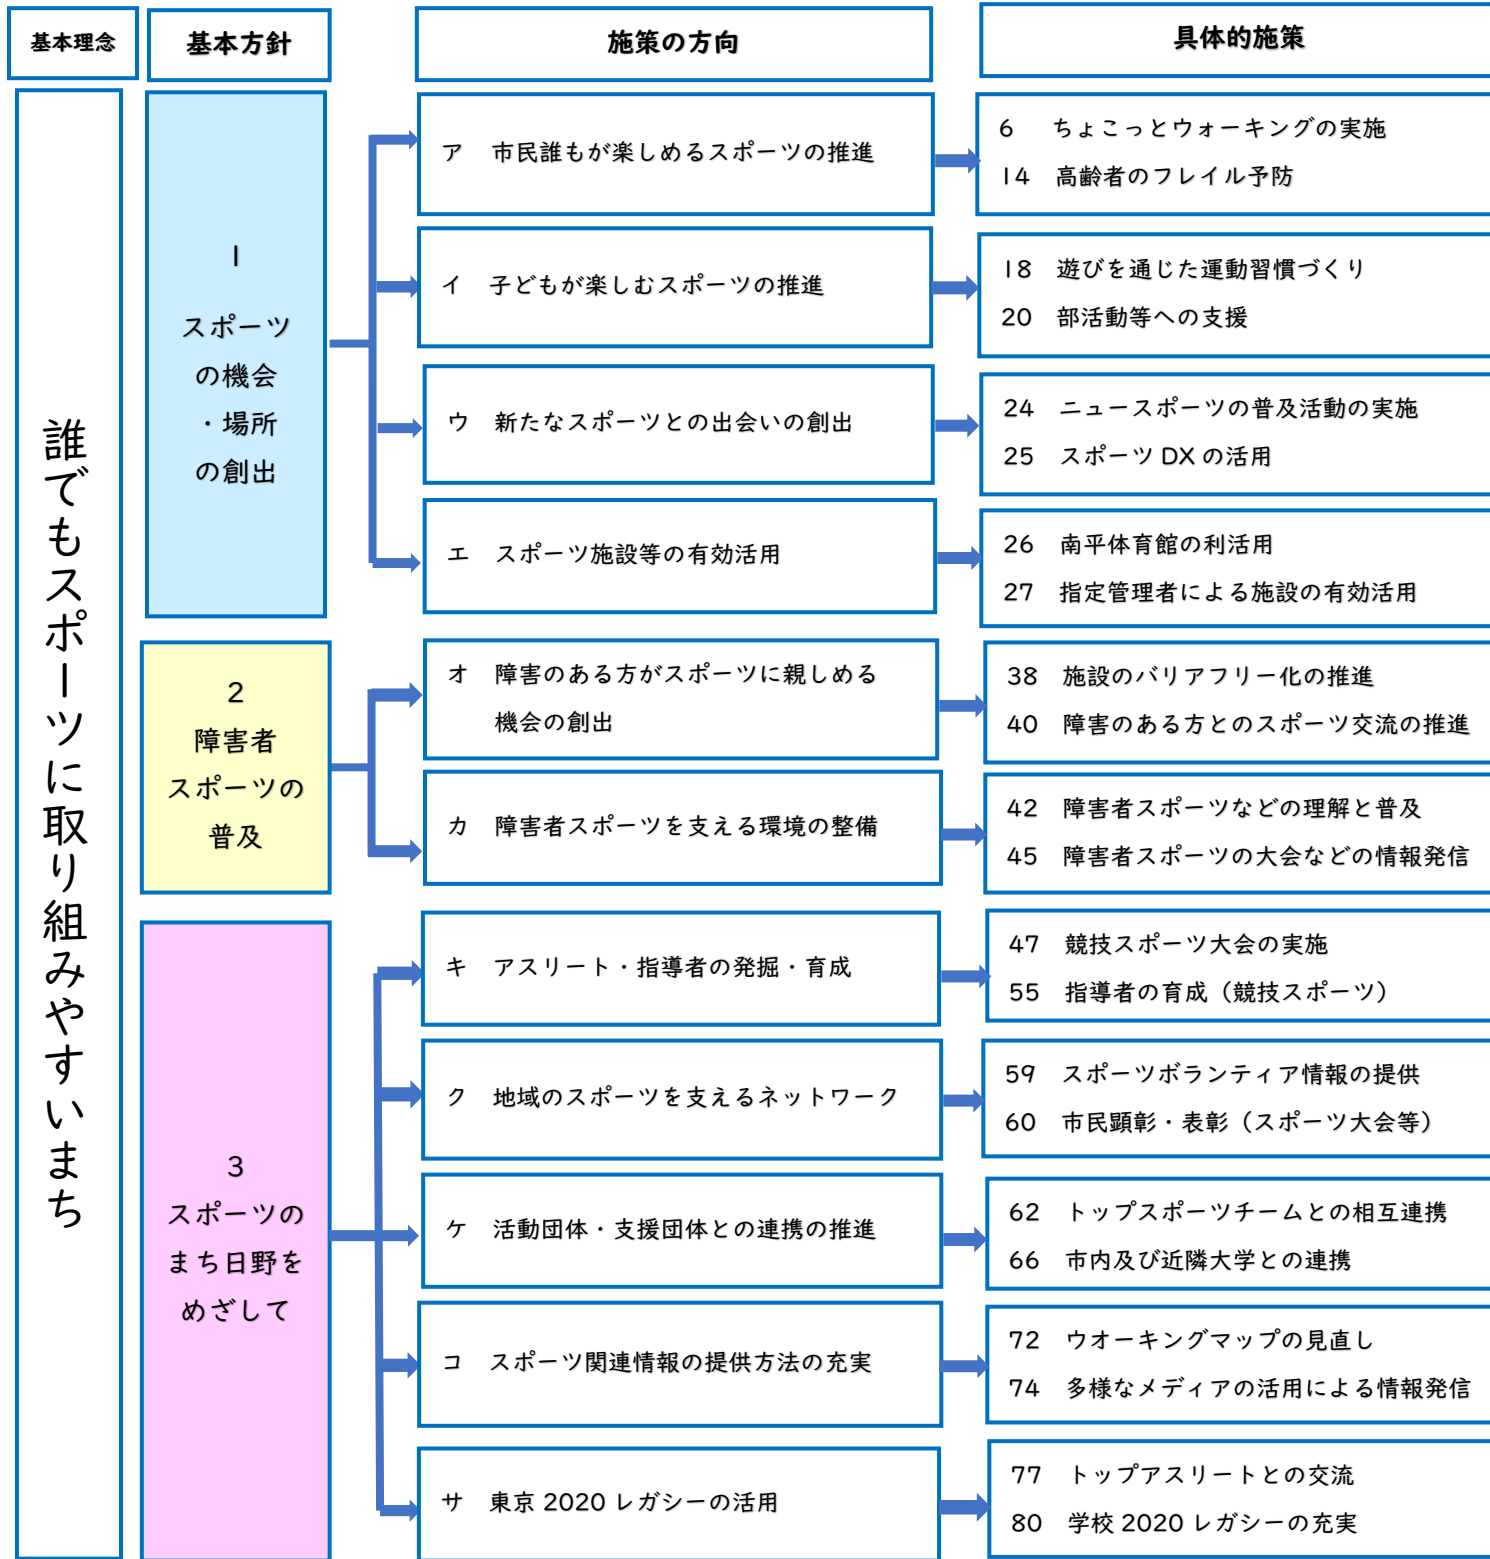 基本理念
基本方針
施策の方向
具体的施策
誰でもスポーツに取り組みやすいまち
1
スポーツ
の機会
・場所
の創出
ア 市民誰もが楽しめるスポーツの推進
6 ちょこっとウォーキングの実施
14 高齢者のフレイル予防
イ 子どもが楽しむスポーツの推進
18 遊びを通じた運動習慣づくり
20 部活動等への支援
ウ 新たなスポーツとの出会いの創出
24 ニュースポーツの普及活動の実施
25 スポーツ DX の活用
エ スポーツ施設等の有効活用
26 南平体育館の利活用
27 指定管理者による施設の有効活用
2
障害者
スポーツの
普及
オ 障害のある方がスポーツに親しめる
機会の創出
38 施設のバリアフリー化の推進
40 障害のある方とのスポーツ交流の推進
カ 障害者スポーツを支える環境の整備
42 障害者スポーツなどの理解と普及
45 障害者スポーツの大会などの情報発信
3
スポーツの
まち日野を
めざして
キ アスリート・指導者の発掘・育成
47 競技スポーツ大会の実施
55 指導者の育成（競技スポーツ）
ク 地域のスポーツを支えるネットワーク
59 スポーツボランティア情報の提供
60 市民顕彰・表彰（スポーツ大会等）
ケ 活動団体・支援団体との連携の推進
62 トップスポーツチームとの相互連携
66 市内及び近隣大学との連携
コ スポーツ関連情報の提供方法の充実
72 ウオーキングマップの見直し
74 多様なメディアの活用による情報発信
サ 東京 2020 レガシーの活用
77 トップアスリートとの交流
80 学校 2020 レガシーの充実